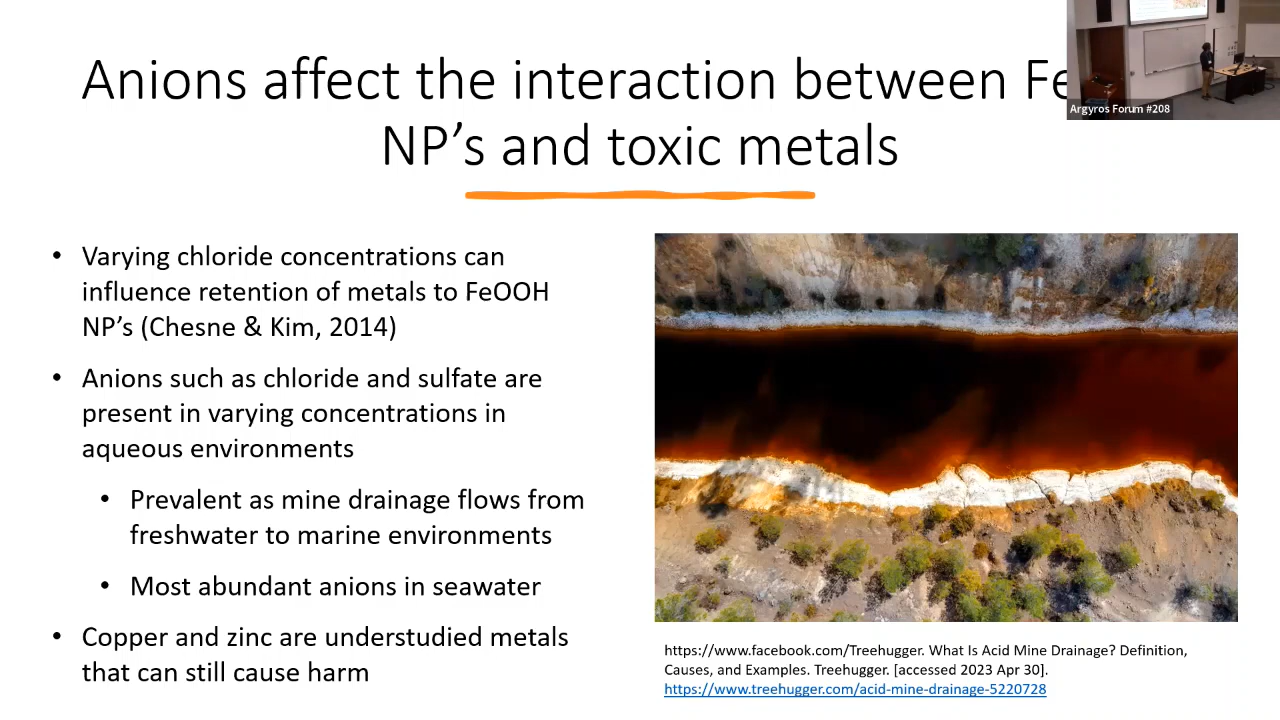 Anions affect the interaction between Fe
NP's and toxic metals
Argyros Forum #208
• Varying chloride concentrations can
influence retention of metals to FeOOH
NP's (Chesne & Kim, 2014)
• Anions such as chloride and sulfate are
present in varying concentrations in
aqueous environments
• Prevalent as mine drainage flows from
freshwater to marine environments
• Most abundant anions in seawater
• Copper and zinc are understudied metals
that can still cause harm
https://www.facebook.com/Treehugger. What Is Acid Mine Drainage? Definition,
Causes, and Examples. Treehugger. [accessed 2023 Apr 30].
https://www.treehugger.com/acid-mine-drainage-5220728